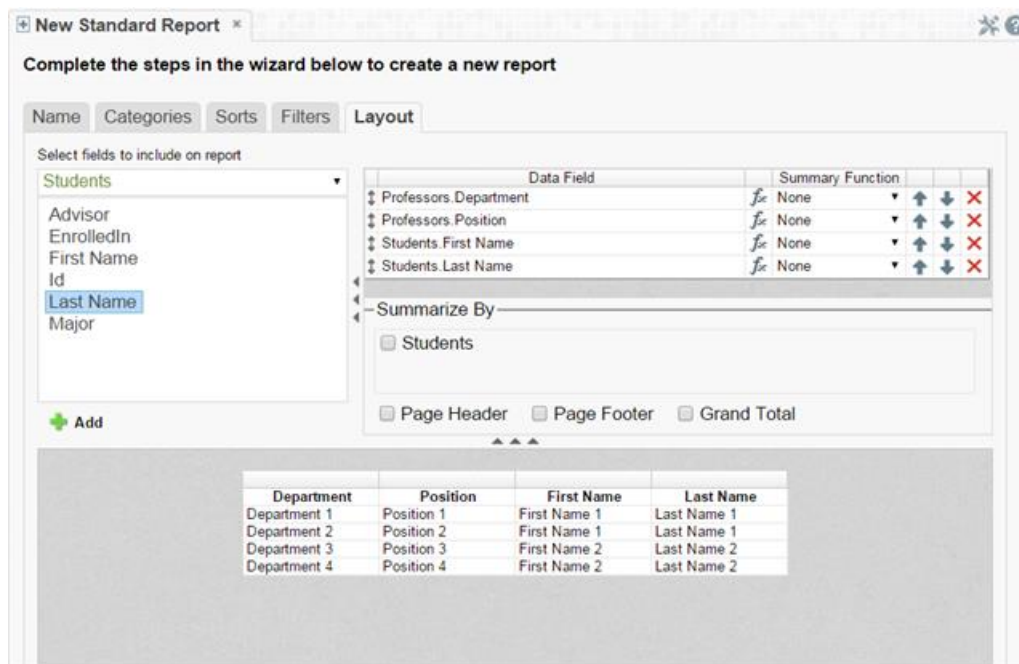 New Standard Report
Complete the steps in the wizard below to create a new report
Name Categories Sorts Filters Layout
Select fields to include on report
Students
Advisor
EnrolledIn
First Name
Id
Last Name
Major
Add
Data Field Summary Function
Professors.Department fx None
Professors.Position fx None
Students.First Name fx None
Students.Last Name fx None
Summarize By
Students
Page Header Page Footer Grand Total
Department Position First Name Last Name
Department 1 Position 1 First Name 1 Last Name 1
Department 2 Position 2 First Name 1 Last Name 1
Department 3 Position 3 First Name 2 Last Name 2
Department 4 Position 4 First Name 2 Last Name 2